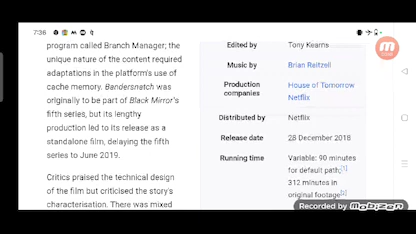 7:36
program called Branch Manager; the
unique nature of the content required
adaptations in the platform's use of
cache memory. Bandersnatch was
originally to be part of Black Mirror's
fifth series, but its lengthy
production led to its release as a
standalone film, delaying the fifth
series to June 2019.
Critics praised the technical design
of the film but criticised the story's
characterisation. There was mixed
Edited by Tony Kearns
Music by Brian Reitzell
Production House of Tomorrow
companies Netflix
Distributed by Netflix
Release date 28 December 2018
Running time Variable: 90 minutes
for default path;[1]
312 minutes in
original footage[2]
Recorded by Mobizen